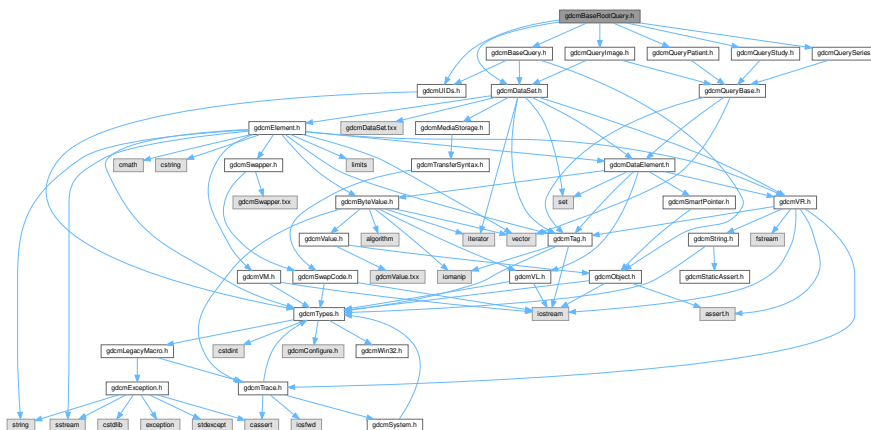 gdcmBaseRootQuery.h
gdcmBaseQuery.h
gdcmQueryImage.h
gdcmQueryPatient.h
gdcmQueryStudy.h
gdcmQuerySeries.h
gdcmUIDs.h
gdcmDataSet.h
gdcmQueryBase.h
gdcmElement.h
gdcmDataSet.txx
gdcmMediaStorage.h
cmath
cstring
gdcmSwapper.h
limits
gdcmTransferSyntax.h
gdcmDataElement.h
gdcmSwapper.txx
gdcmByteValue.h
set
gdcmSmartPointer.h
gdcmVR.h
gdcmValue.h
algorithm
iterator
vector
gdcmTag.h
gdcmString.h
fstream
gdcmVM.h
gdcmSwapCode.h
gdcmValue.txx
iomanip
gdcmVL.h
gdcmObject.h
gdcmStaticAssert.h
gdcmTypes.h
iostream
assert.h
gdcmLegacyMacro.h
cstdint
gdcmConfigure.h
gdcmWin32.h
gdcmException.h
gdcmTrace.h
string
sstream
cstdlib
exception
stdexcept
cassert
iosfwd
gdcmSystem.h